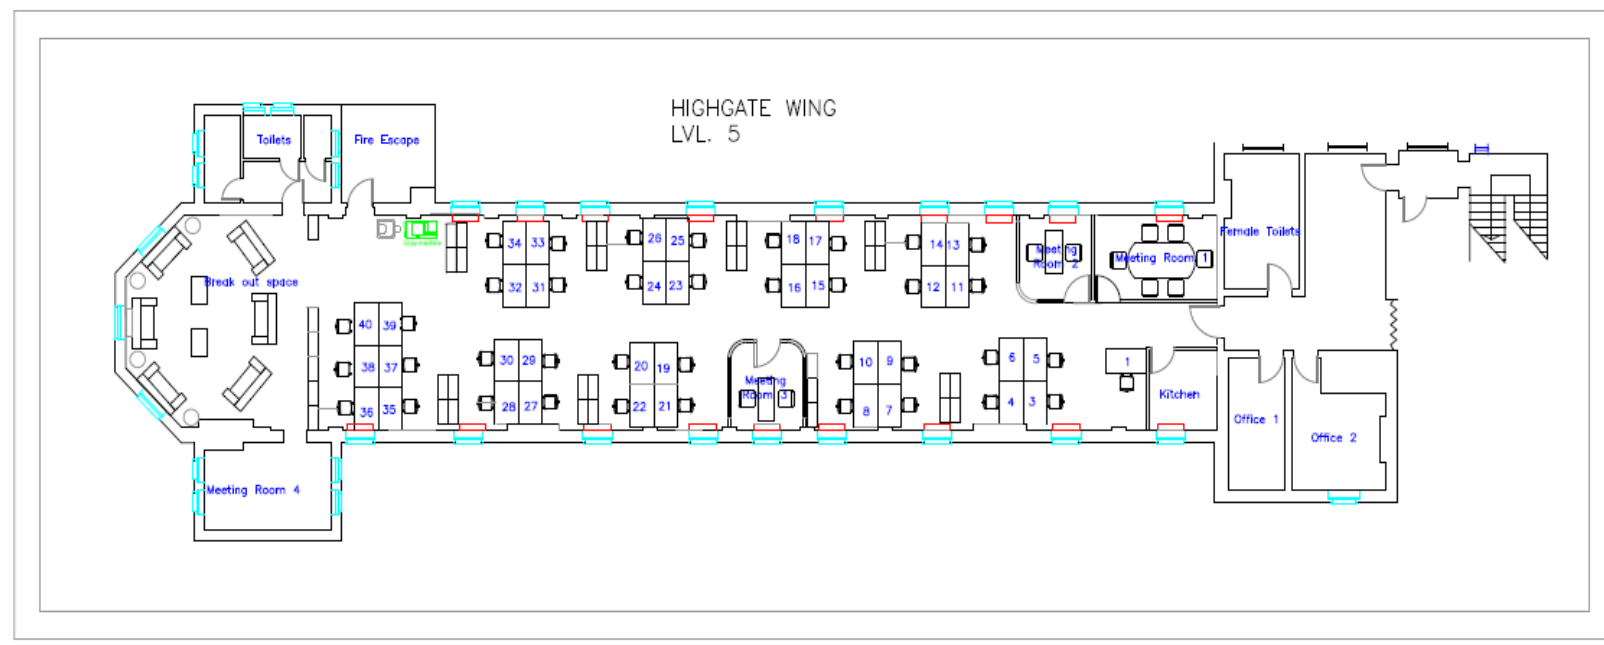 HIGHGATE WING
LVL. 5
Toilets
Fire Escape
Female Toilets
Break out space
34 33
32 31
26 25
24 23
18 17
16 15
14 13
12 11
Meeting
Room 2
Meeting Room 1
40 39
38 37
36 35
30 29
28 27
20 19
22 21
Meeting
Room 3
10 9
8 7
6 5
4 3
1
Kitchen
Office 1
Office 2
Meeting Room 4